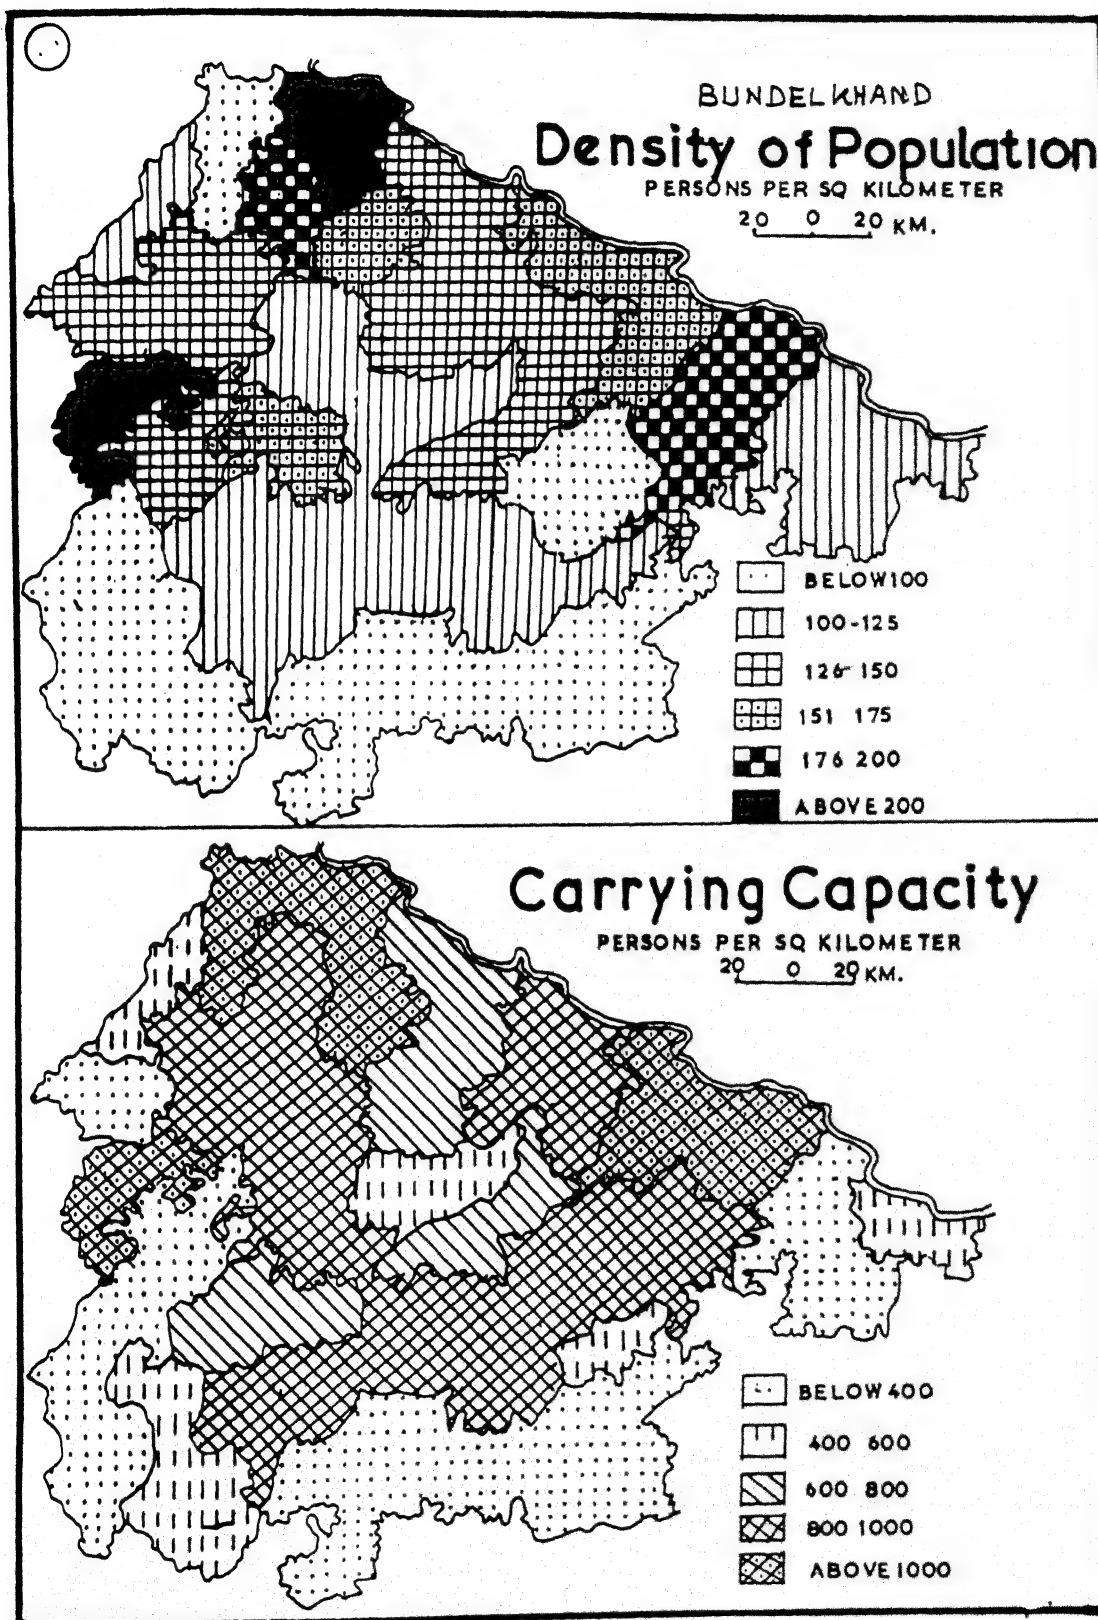 BUNDELKHAND
Density of Population
PERSONS PER SQ KILOMETER
20 0 20 KM.
BELOW 100
100-125
126-150
151 175
176 200
ABOVE 200
Carrying Capacity
PERSONS PER SQ KILOMETER
20 0 20 KM.
BELOW 400
400 600
600 800
800 1000
ABOVE 1000